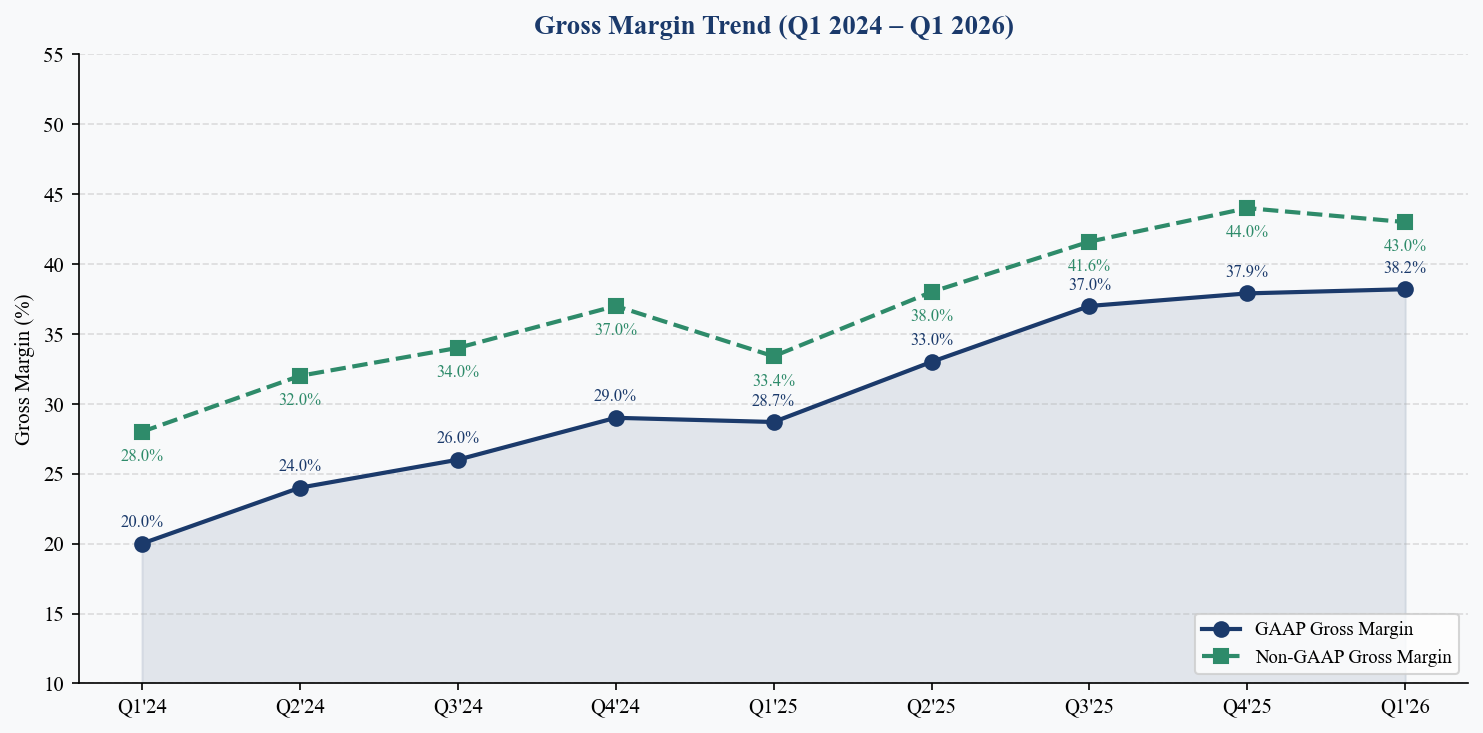 Gross Margin Trend (Q1 2024 – Q1 2026)
Gross Margin (%)
55
50
45
40
35
30
25
20
15
10
28.0%
32.0%
34.0%
37.0%
33.4%
38.0%
41.6%
44.0%
43.0%
20.0%
24.0%
26.0%
29.0%
28.7%
33.0%
37.0%
37.9%
38.2%
GAAP Gross Margin
Non-GAAP Gross Margin
Q1'24
Q2'24
Q3'24
Q4'24
Q1'25
Q2'25
Q3'25
Q4'25
Q1'26